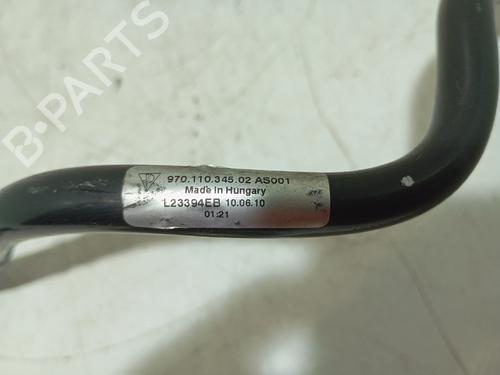 970.110.345.02 AS001
Made in Hungary
L23394EB 10.06.10
01:21
B-PARTS